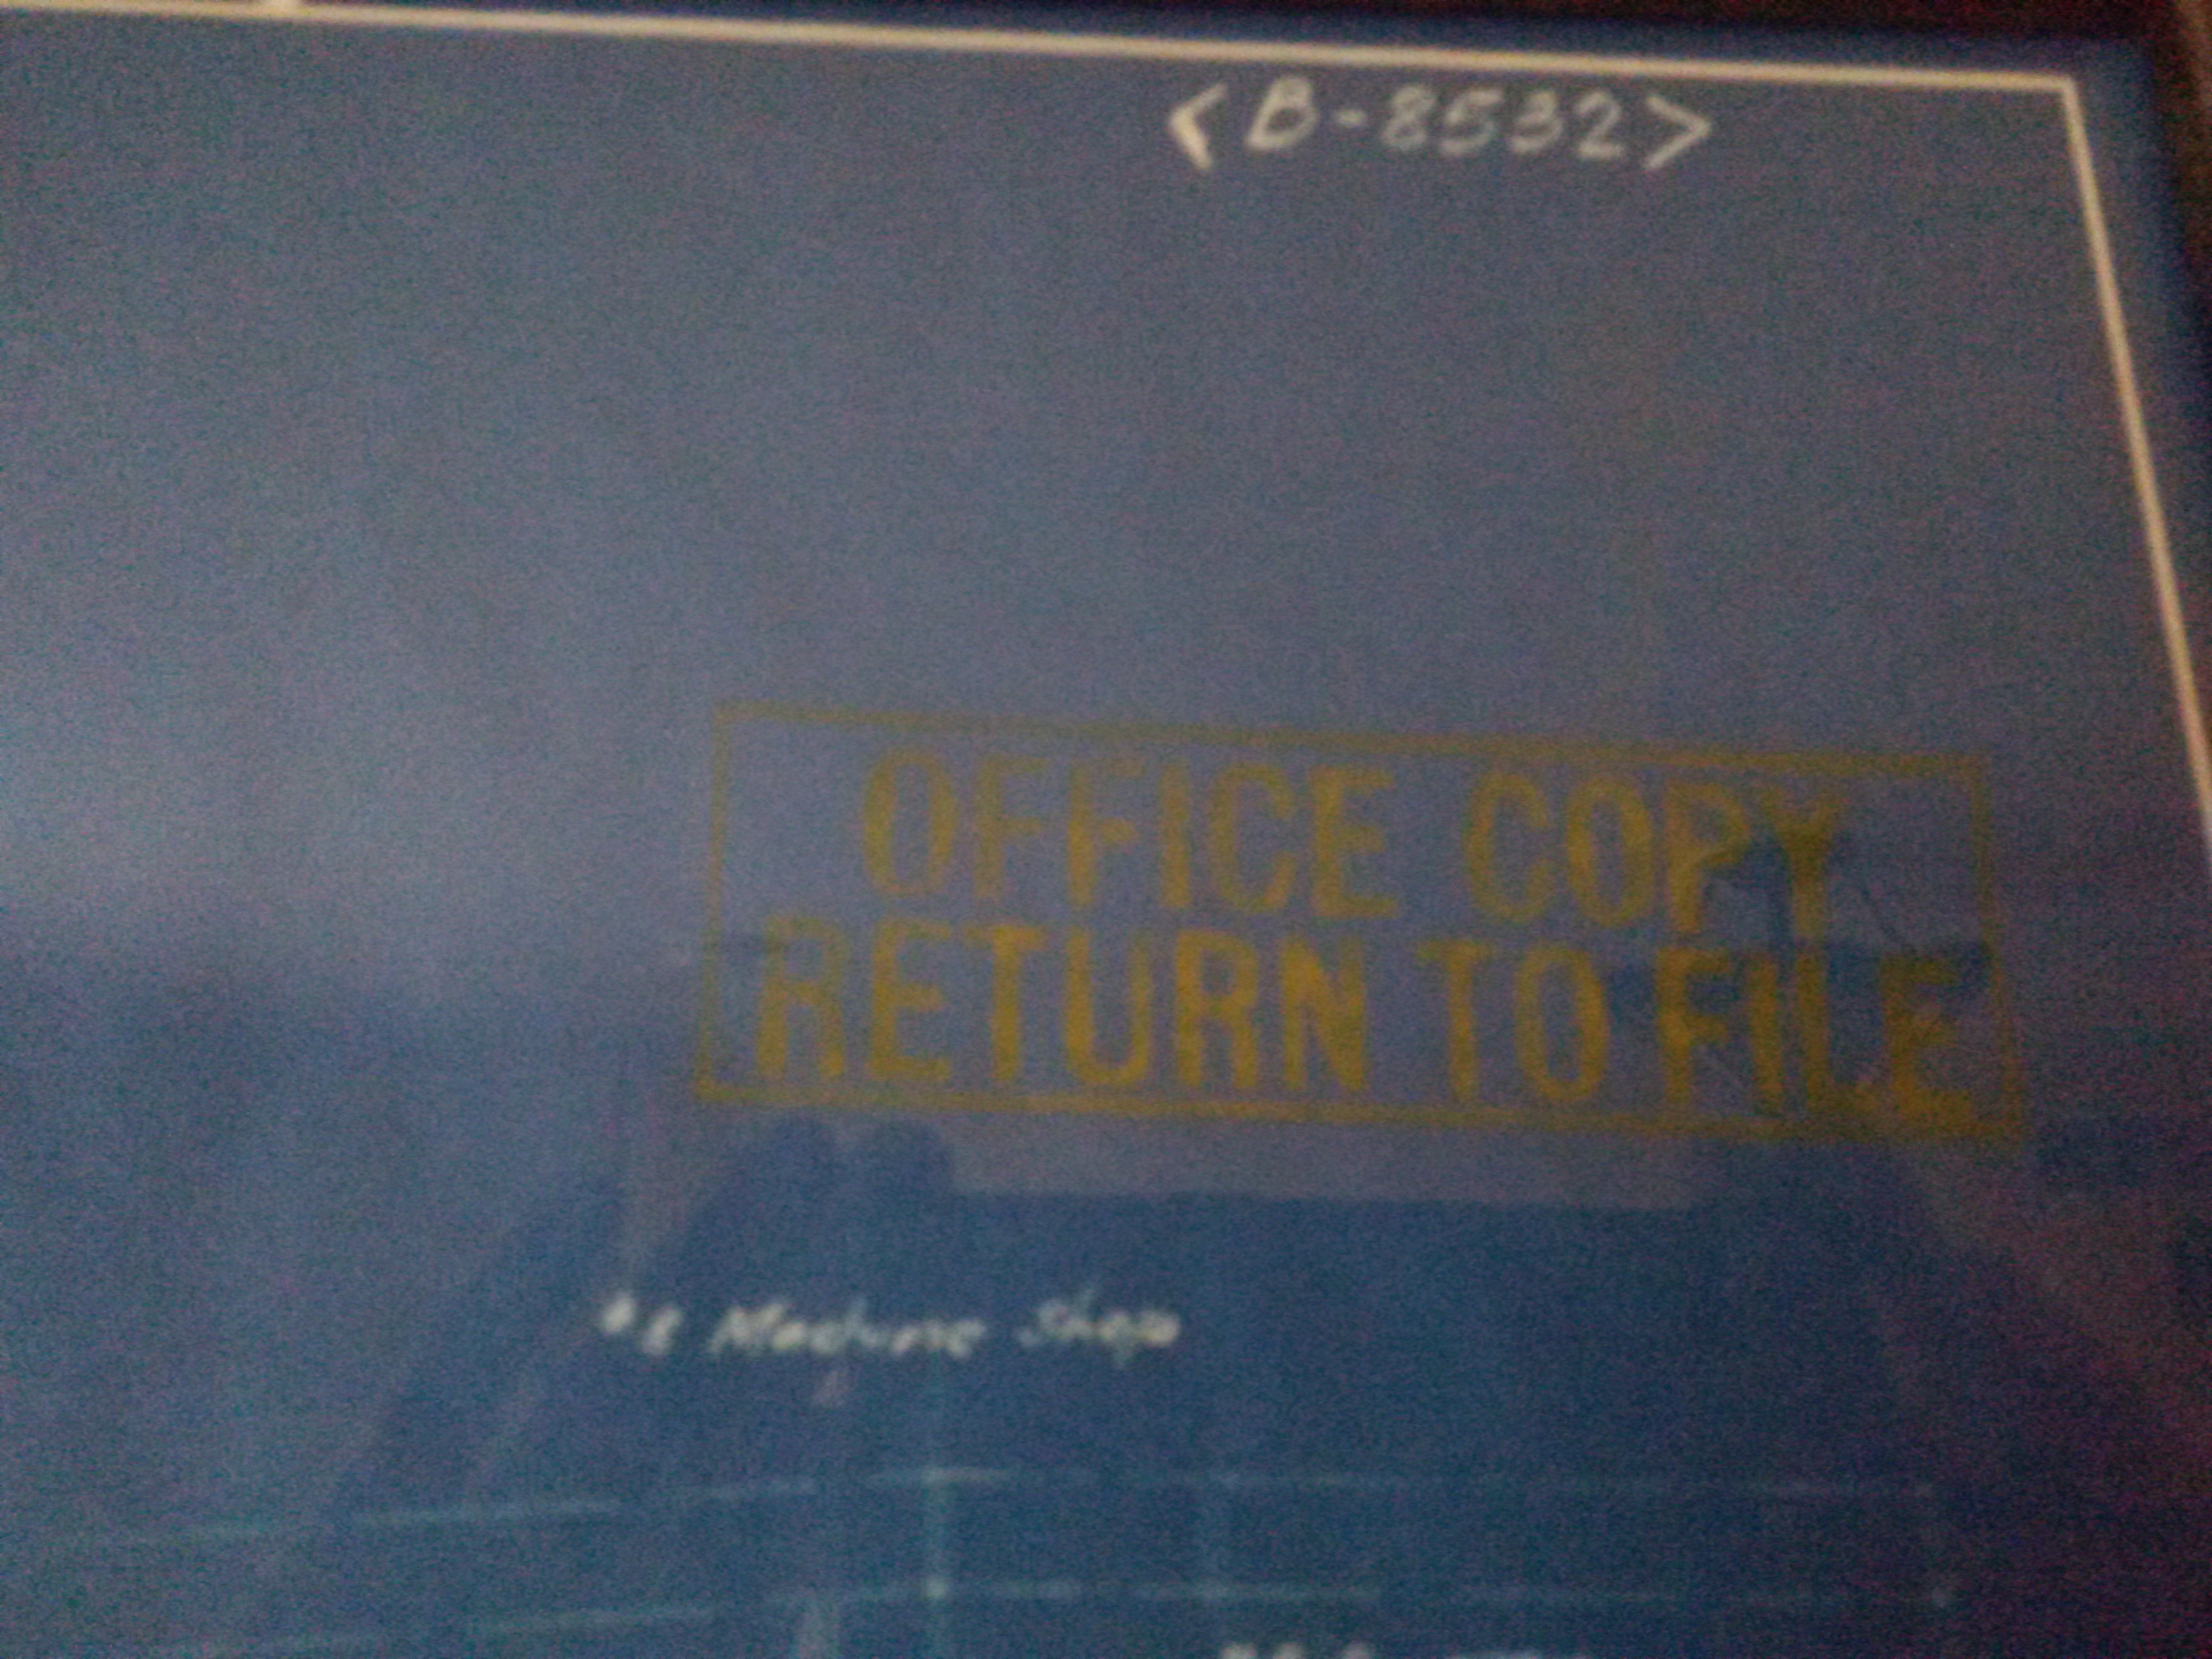 <B-8532>
OFFICE COPY
RETURN TO FILE
Machine Shop